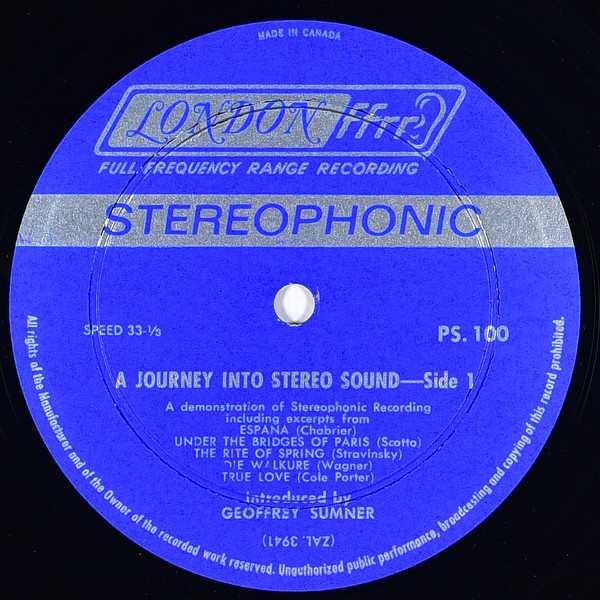 MADE IN CANADA
LONDON ffrr
FULL FREQUENCY RANGE RECORDING
STEREOPHONIC
SPEED 33-⅓
PS. 100
A JOURNEY INTO STEREO SOUND—Side 1
A demonstration of Stereophonic Recording
including excerpts from
ESPANA (Chabrier)
UNDER THE BRIDGES OF PARIS (Scotta)
THE RITE OF SPRING (Stravinsky)
DIE WALKURE (Wagner)
TRUE LOVE (Cole Porter)
introduced by
GEOFFREY SUMNER
(ZAL. 3941)
All rights of the Manufacturer and of the Owner of the recorded work reserved. Unauthorized public performance, broadcasting and copying of this record prohibited.